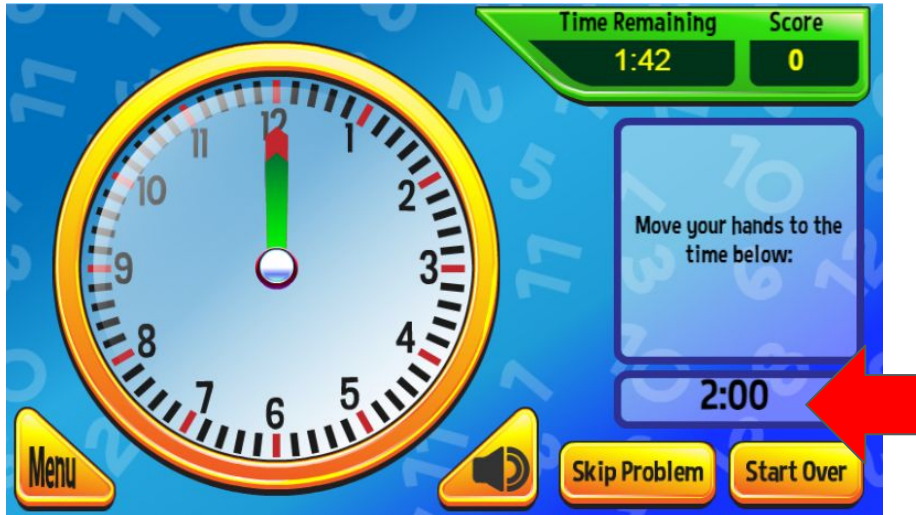 Time Remaining
Score
1:42
0
12
1
2
3
4
5
6
7
8
9
10
11
Move your hands to the
time below:
2:00
Menu
Skip Problem
Start Over